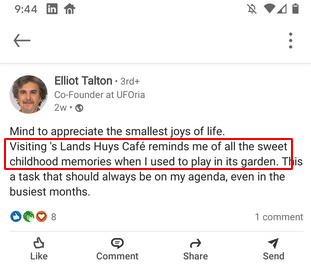 9:44
Elliot Talton • 3rd+
Co-Founder at UFOria
2w •
Mind to appreciate the smallest joys of life.
Visiting 's Lands Huys Café reminds me of all the sweet
childhood memories when I used to play in its garden. This
a task that should always be on my agenda, even in the
busiest months.
8
1 comment
Like
Comment
Share
Send